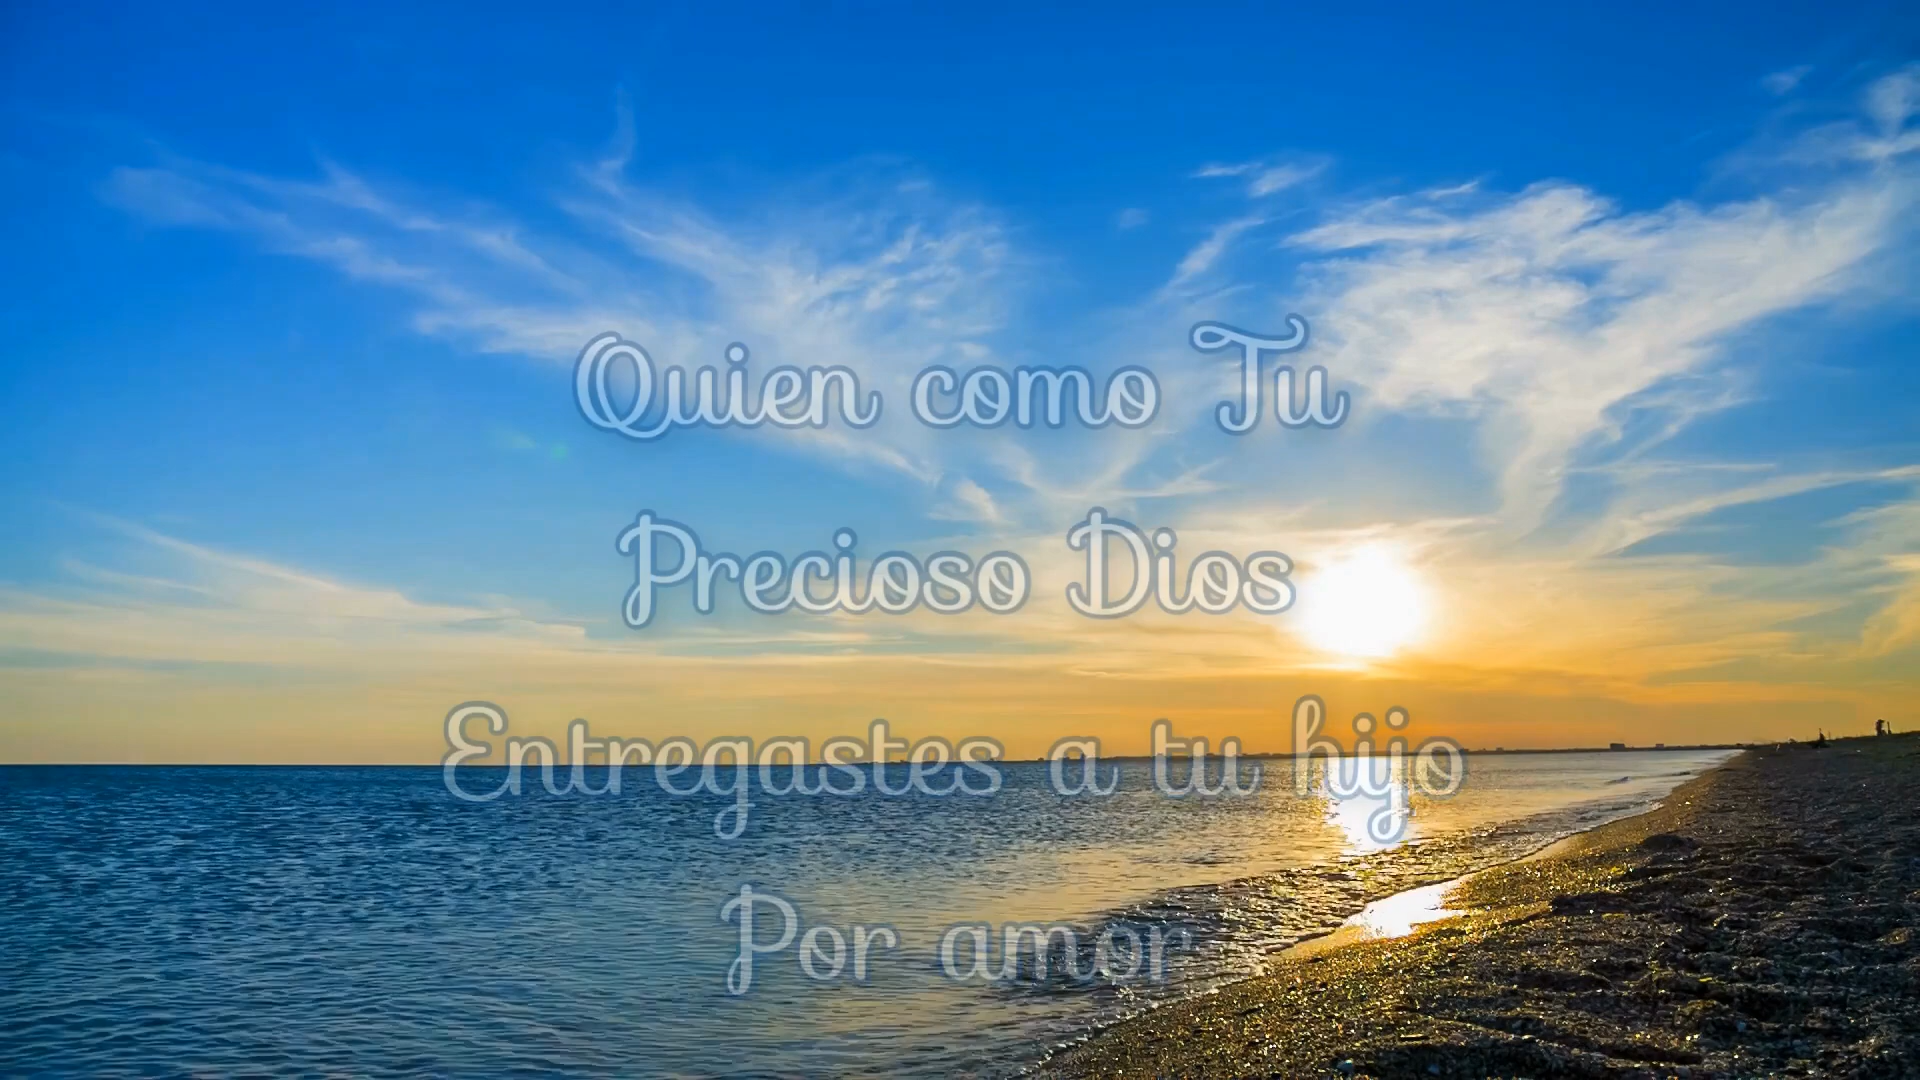 Quien como Tu
Precioso Dios
Entregastes a tu hijo
Por amor